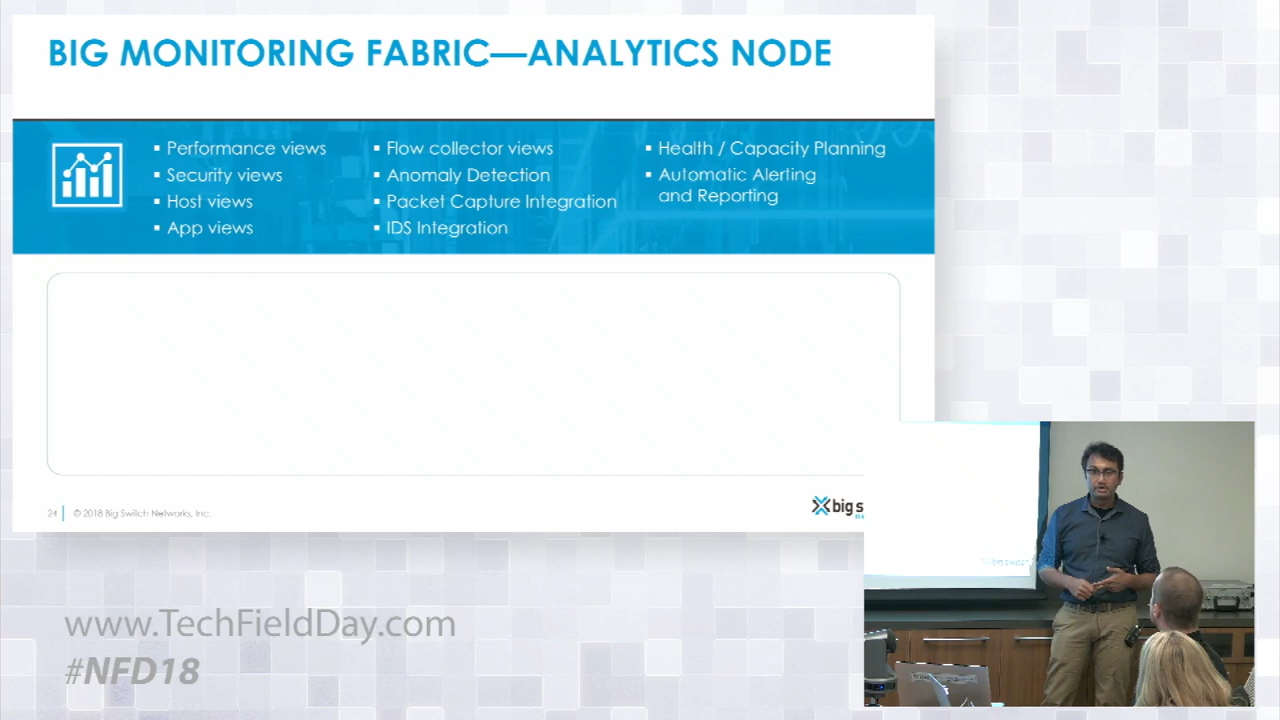 BIG MONITORING FABRIC—ANALYTICS NODE
▪ Performance views
▪ Security views
▪ Host views
▪ App views
▪ Flow collector views
▪ Anomaly Detection
▪ Packet Capture Integration
▪ IDS Integration
▪ Health / Capacity Planning
▪ Automatic Alerting
and Reporting
24 © 2018 Big Switch Networks, Inc.
big s
big switch
www.TechFieldDay.com
#NFD18